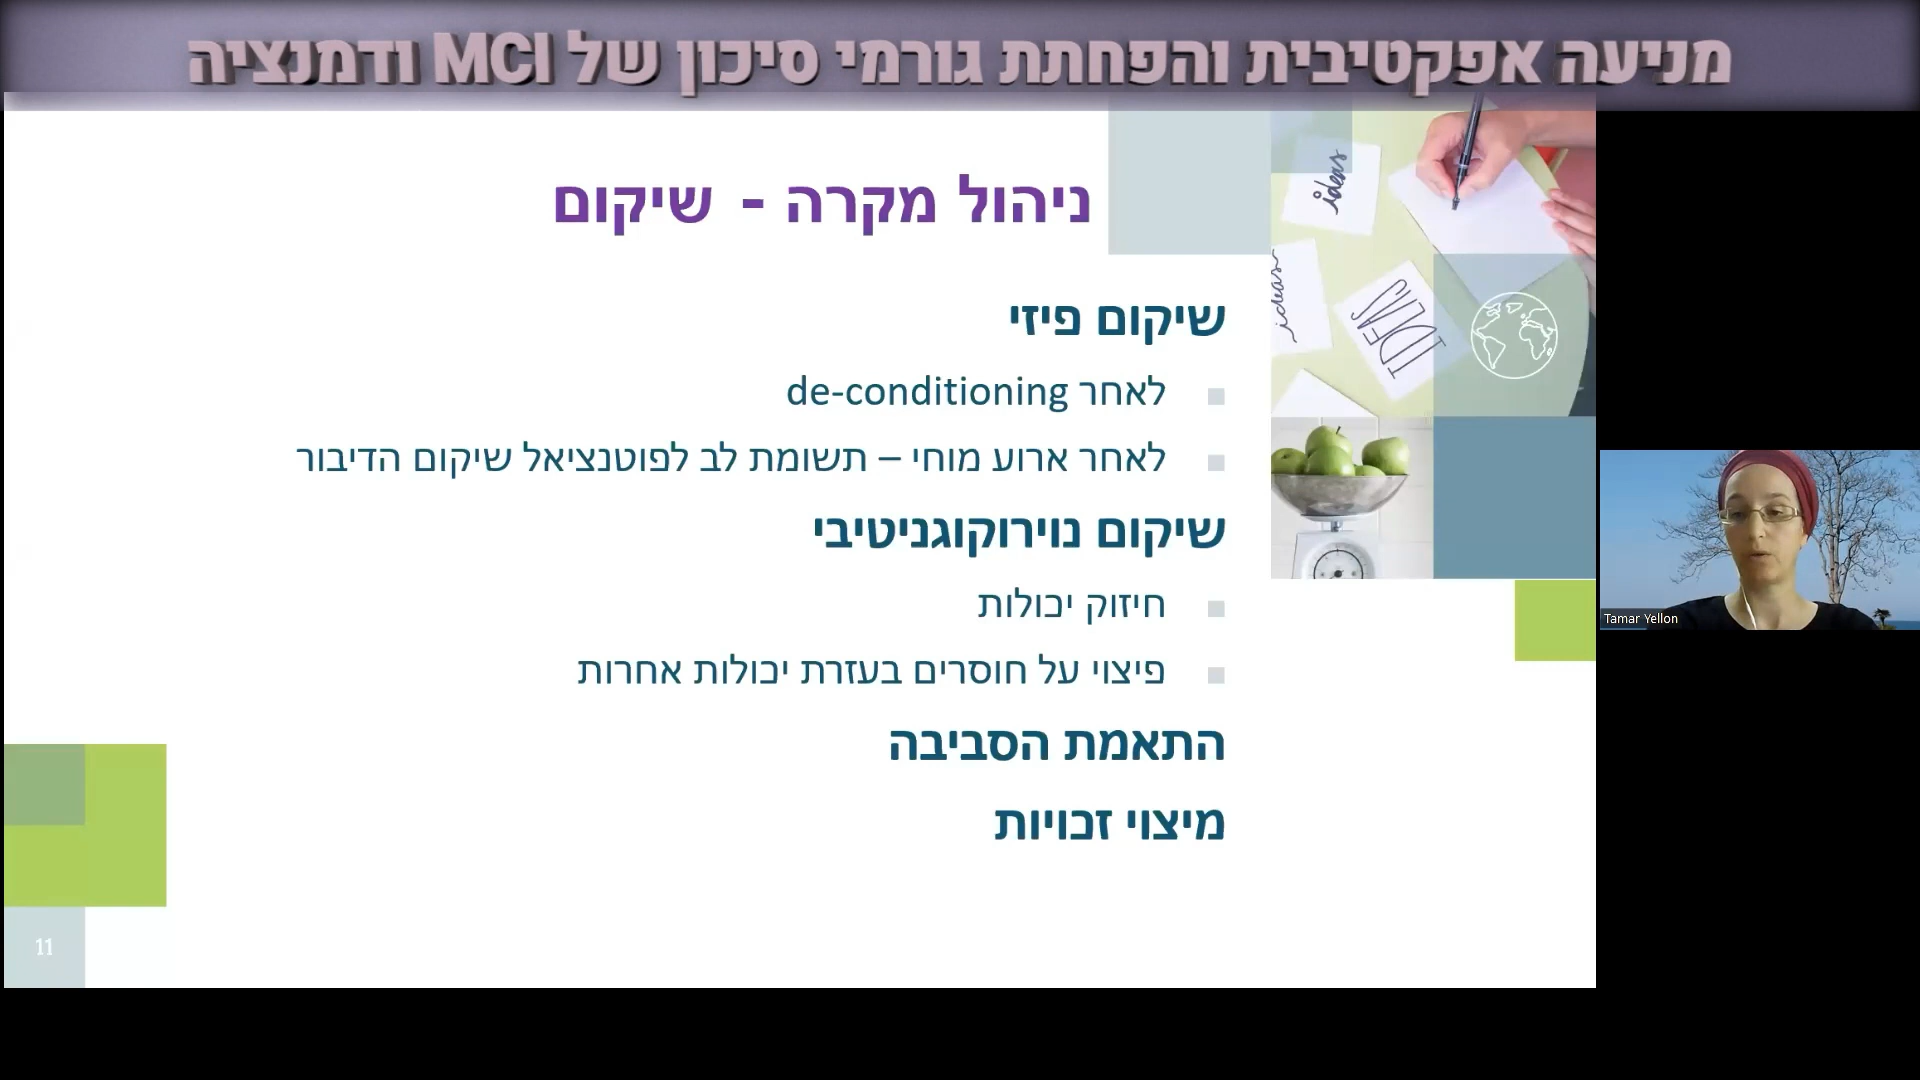 מניעה אפקטיבית והפחתת גורמי סיכון של MCI ודמנציה
ניהול מקרה - שיקום
שיקום פיזי
לאחר de-conditioning
לאחר ארוע מוחי – תשומת לב לפוטנציאל שיקום הדיבור
שיקום נוירוקוגניטיבי
חיזוק יכולות
פיצוי על חוסרים בעזרת יכולות אחרות
התאמת הסביבה
מיצוי זכויות
ideas
ideas
IDEAS
Tamar Yellon
11